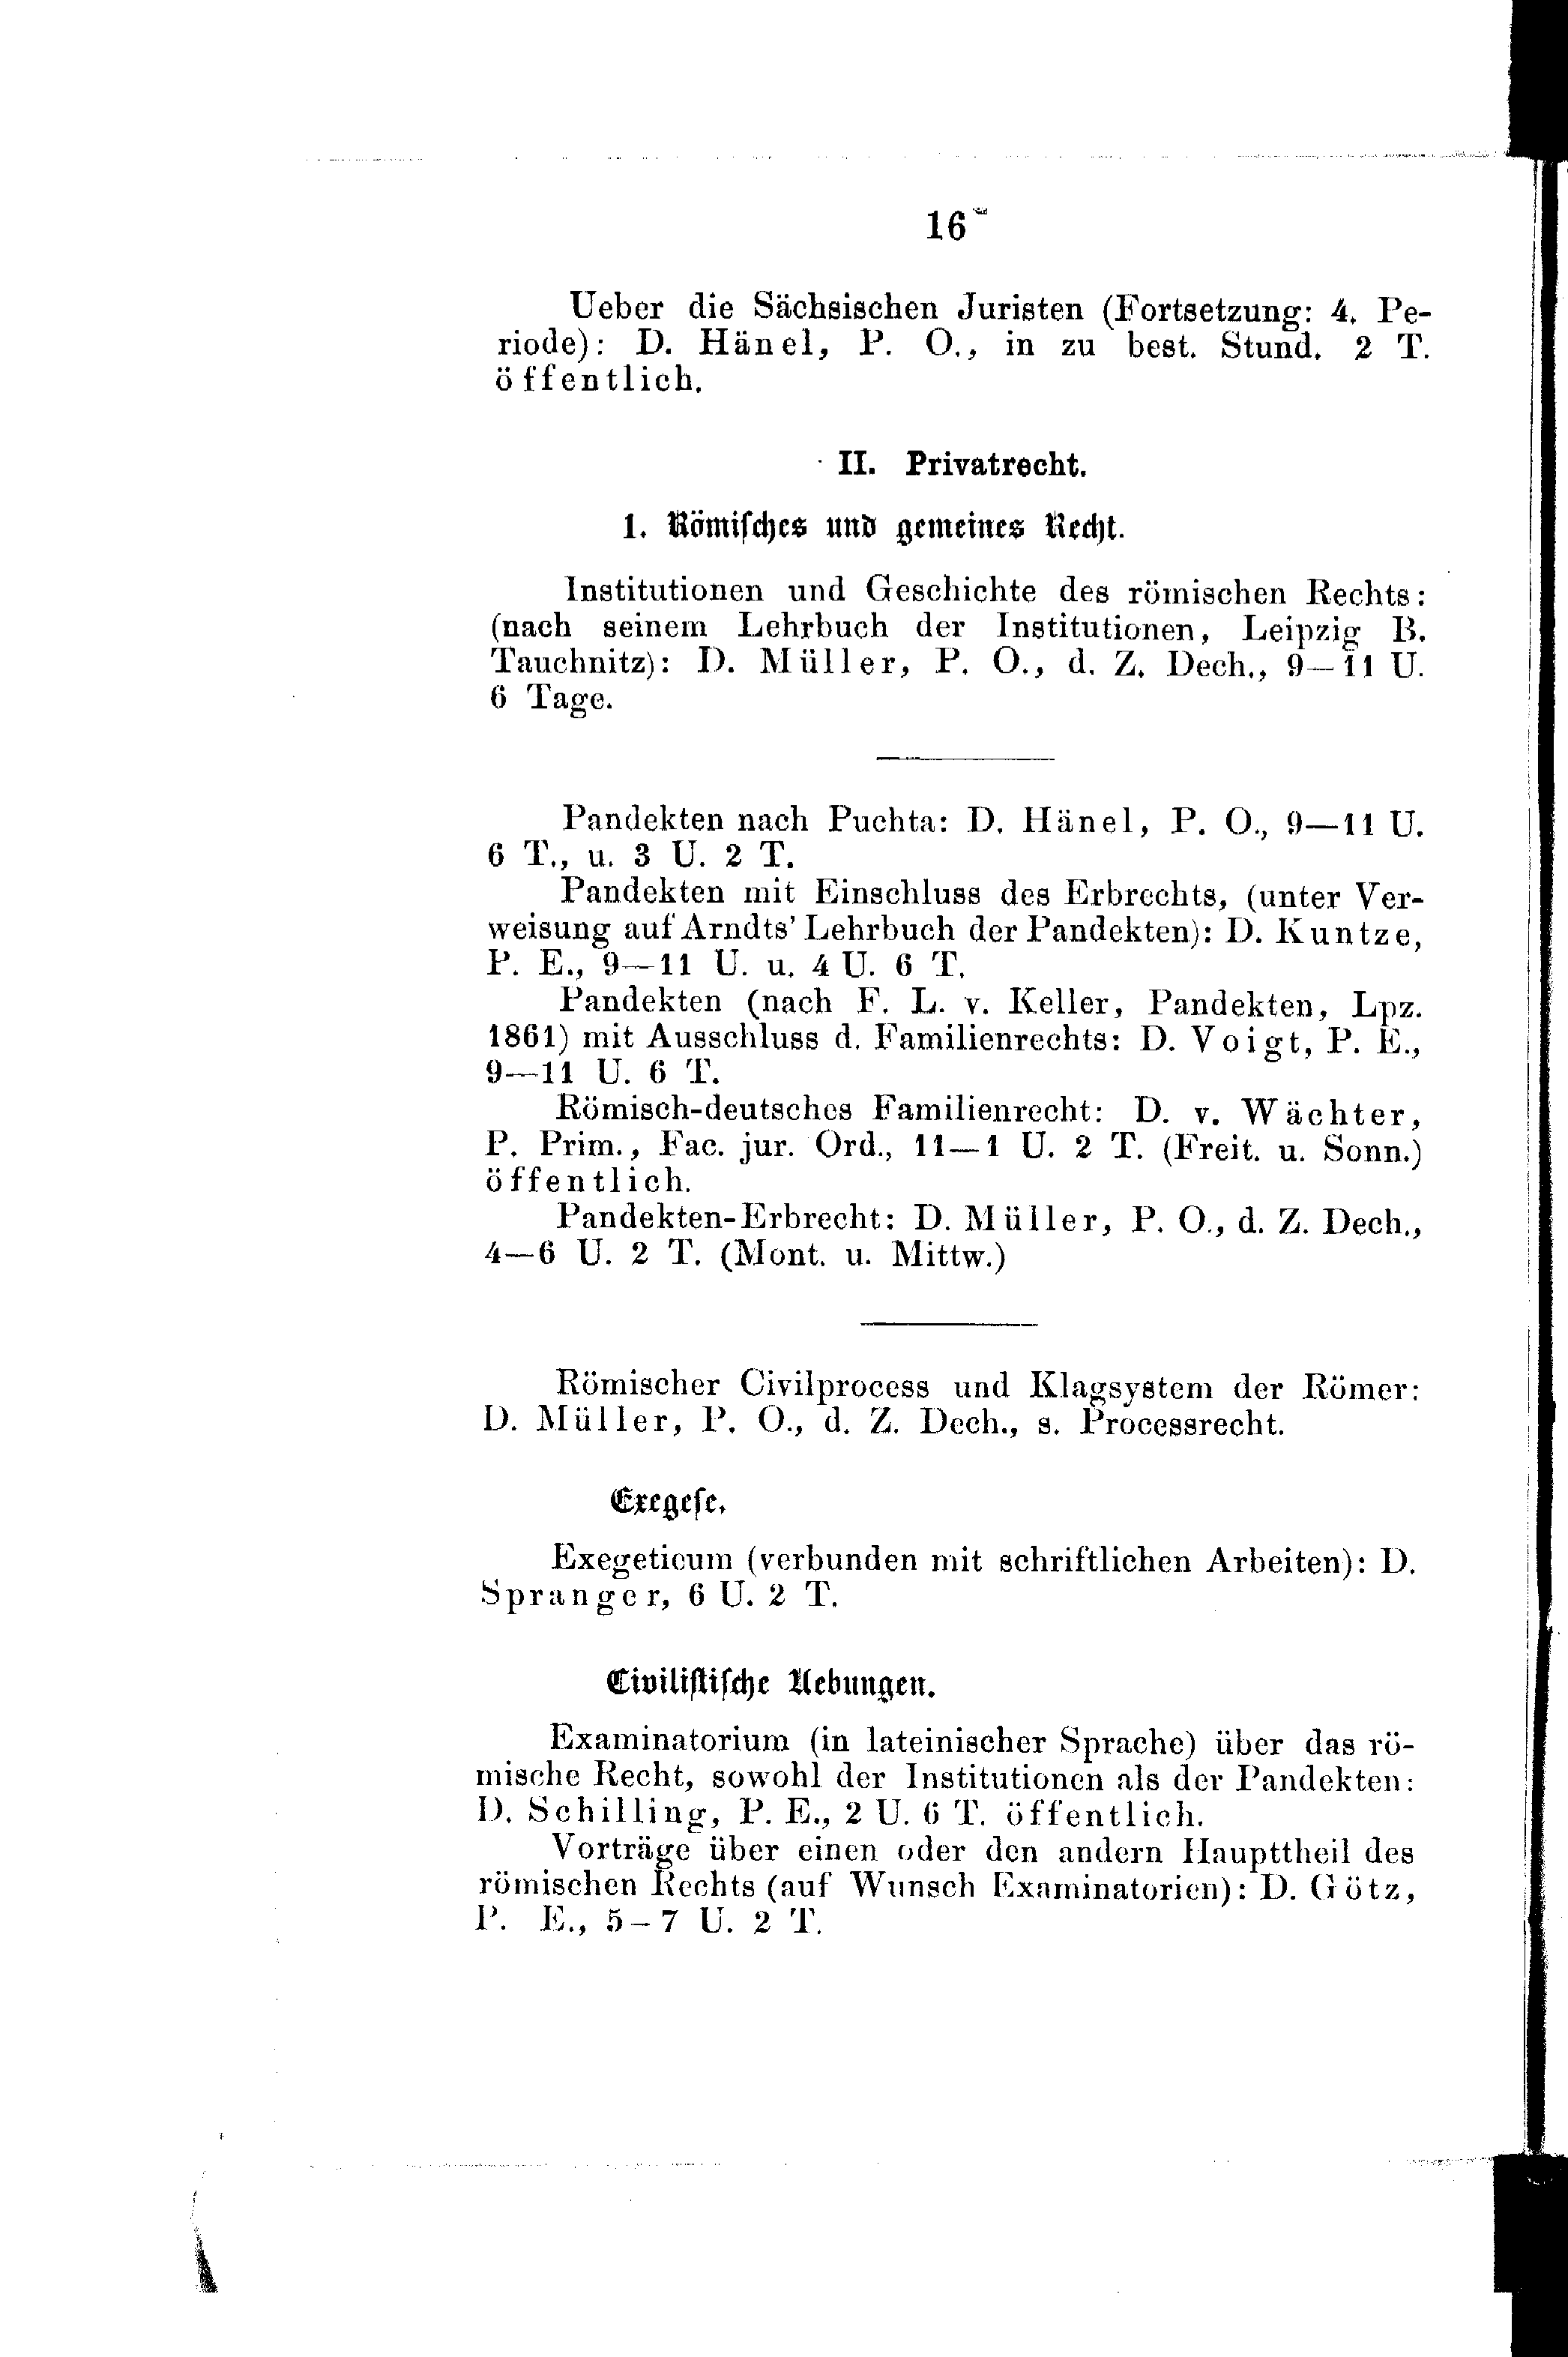 16
Ueber die Sächsischen Juristen (Fortsetzung: 4. Pe-
riode): D. Hänel, P. O., in zu best. Stund. 2 T.
öffentlich.
II. Privatrecht.
1. Römisches und gemeines Recht.
Institutionen und Geschichte des römischen Rechts:
(nach seinem Lehrbuch der Institutionen, Leipzig B.
Tauchnitz): D. Müller, P. O., d. Z. Dech., 9—11 U.
6 Tage.
Pandekten nach Puchta: D. Hänel, P. O., 9—11 U.
6 T., u. 3 U. 2 T.
Pandekten mit Einschluss des Erbrechts, (unter Ver-
weisung auf Arndts' Lehrbuch der Pandekten): D. Kuntze,
P. E., 9—11 U. u. 4 U. 6 T.
Pandekten (nach F. L. v. Keller, Pandekten, Lpz.
1861) mit Ausschluss d. Familienrechts: D. Voigt, P. E.,
9—11 U. 6 T.
Römisch-deutsches Familienrecht: D. v. Wächter,
P. Prim., Fac. jur. Ord., 11—1 U. 2 T. (Freit. u. Sonn.)
öffentlich.
Pandekten-Erbrecht: D. Müller, P. O., d. Z. Dech.,
4—6 U. 2 T. (Mont. u. Mittw.)
Römischer Civilprocess und Klagsystem der Römer:
D. Müller, P. O., d. Z. Dech., s. Processrecht.
Exegese.
Exegeticum (verbunden mit schriftlichen Arbeiten): D.
Spranger, 6 U. 2 T.
Civilistische Uebungen.
Examinatorium (in lateinischer Sprache) über das rö-
mische Recht, sowohl der Institutionen als der Pandekten:
D. Schilling, P. E., 2 U. 6 T. öffentlich.
Vorträge über einen oder den andern Haupttheil des
römischen Rechts (auf Wunsch Examinatorien): D. Götz,
P. E., 5–7 U. 2 T.